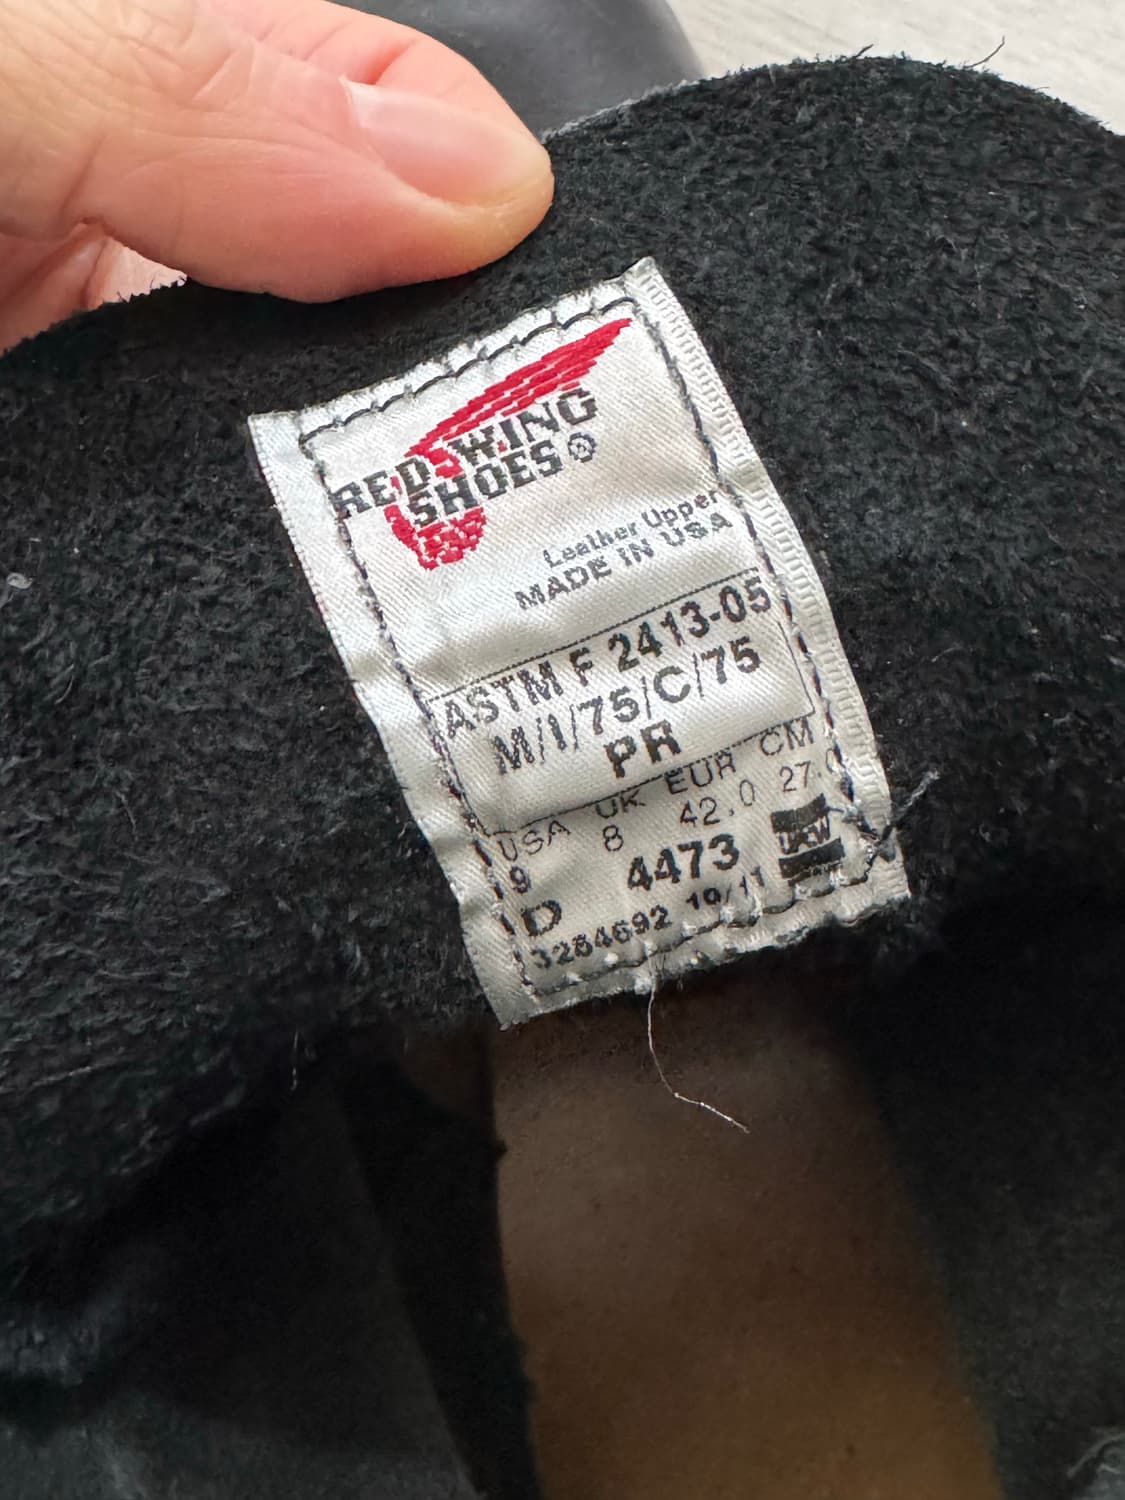 RED WING
SHOES®
Leather Upper
MADE IN USA
ASTM F 2413-05
M/I/75/C/75
PR
USA UK EUR CM
9 8 42.0 27.0
D 4473
3264692 10/11